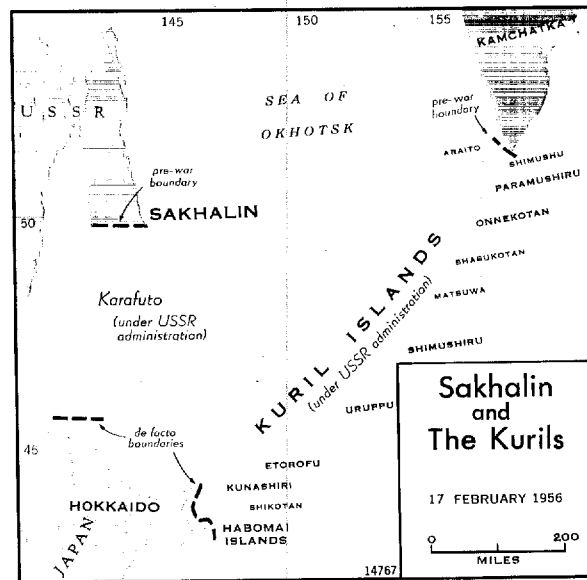 145
150
155
KAMCHATKA
U S S R
SEA OF
OKHOTSK
pre-war
boundary
ARAITO
SHIMUSHU
PARAMUSHIRU
pre-war
boundary
50
SAKHALIN
ONNEKOTAN
SHASUKOTAN
MATSUWA
Karafuto
(under USSR
administration)
KURIL ISLANDS
(under USSR administration)
SHIMUSHIRU
URUPPU
45
de facto
boundaries
ETOROFU
KUNASHIRI
SHIKOTAN
HOKKAIDO
HABOMAI
ISLANDS
JAPAN
Sakhalin
and
The Kurils
17 FEBRUARY 1956
0 200
MILES
14767